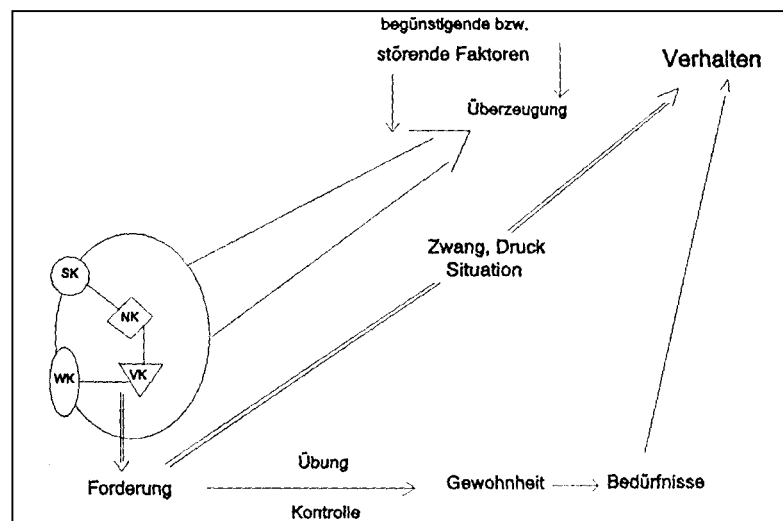 begünstigende bzw.
störende Faktoren
Verhalten
Überzeugung
Zwang, Druck
Situation
SK
NK
WK
VK
Übung
Forderung
Gewohnheit
Bedürfnisse
Kontrolle